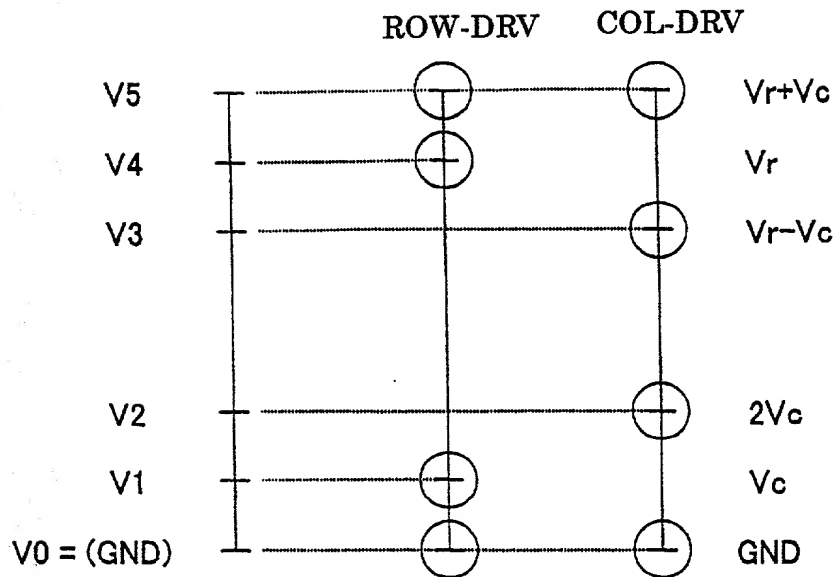 ROW-DRV COL-DRV
V5 Vr+Vc
V4 Vr
V3 Vr-Vc
V2 2Vc
V1 Vc
V0 = (GND) GND